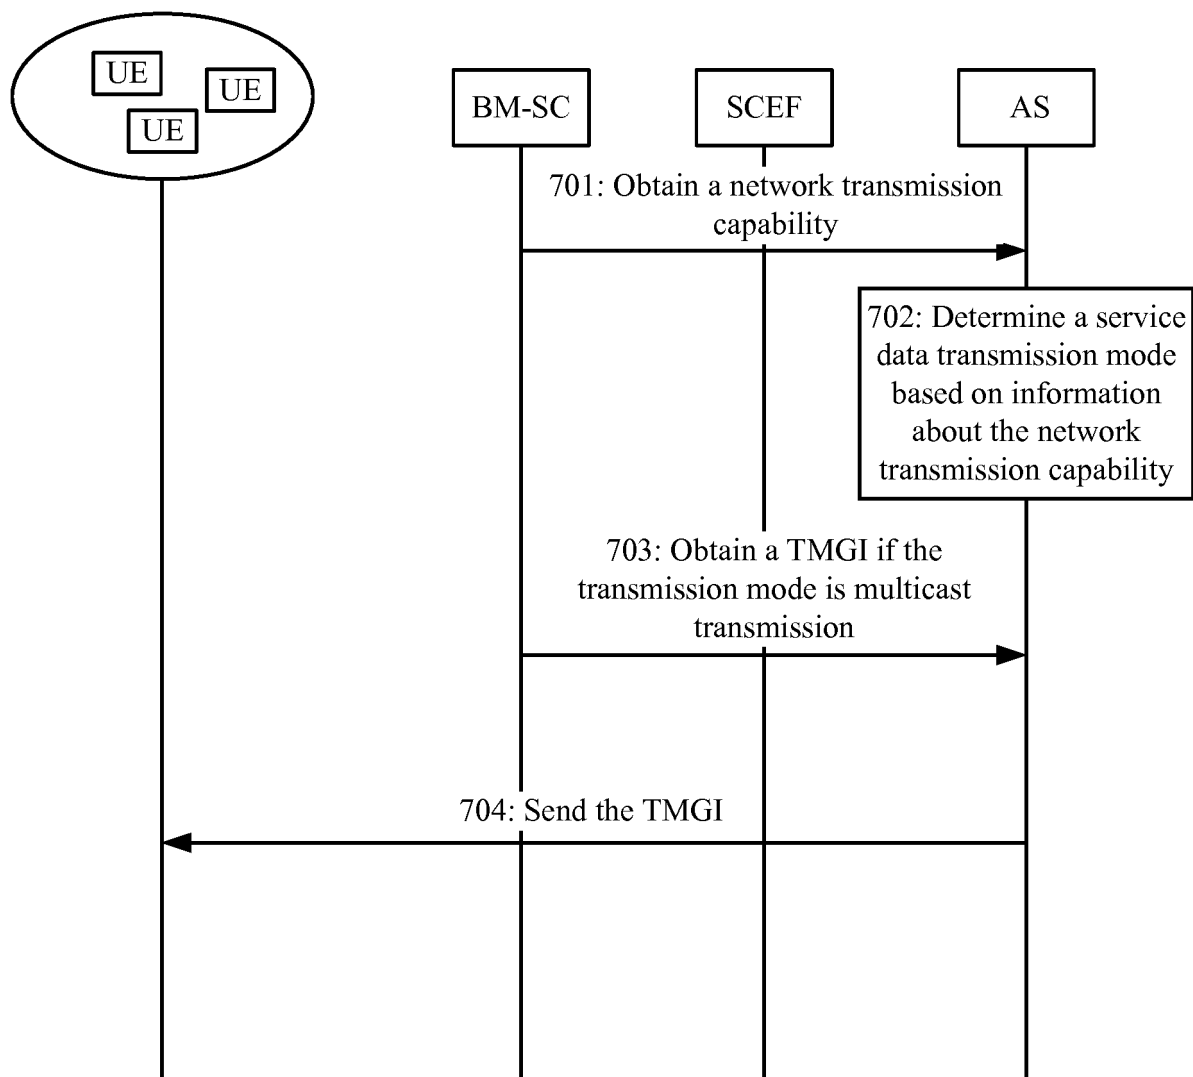 UE
UE
UE
BM-SC
SCEF
AS
701: Obtain a network transmission
capability
702: Determine a service
data transmission mode
based on information
about the network
transmission capability
703: Obtain a TMGI if the
transmission mode is multicast
transmission
704: Send the TMGI